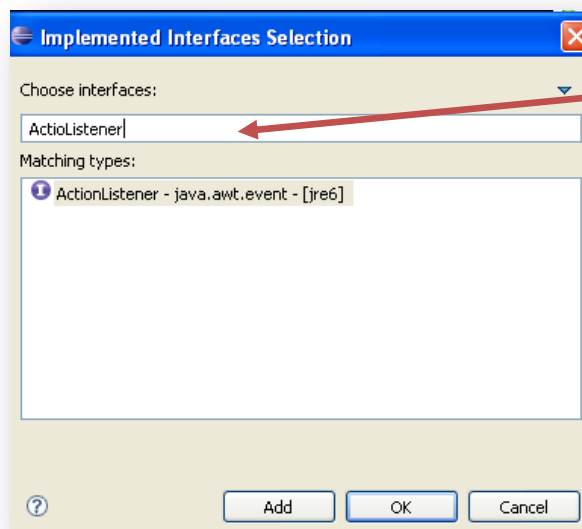 Implemented Interfaces Selection
Choose interfaces:
ActioListener
Matching types:
I ActionListener - java.awt.event - [jre6]
? Add OK Cancel